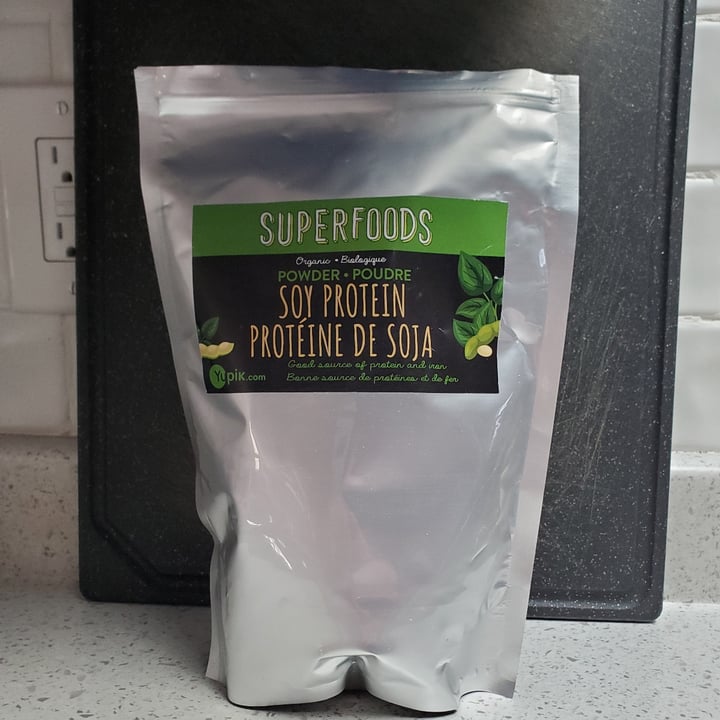 SUPERFOODS
Organic • Biologique
POWDER • POUDRE
SOY PROTEIN
PROTÉINE DE SOJA
Good source of protein and iron
Yupik.com
Bonne source de protéines et de fer